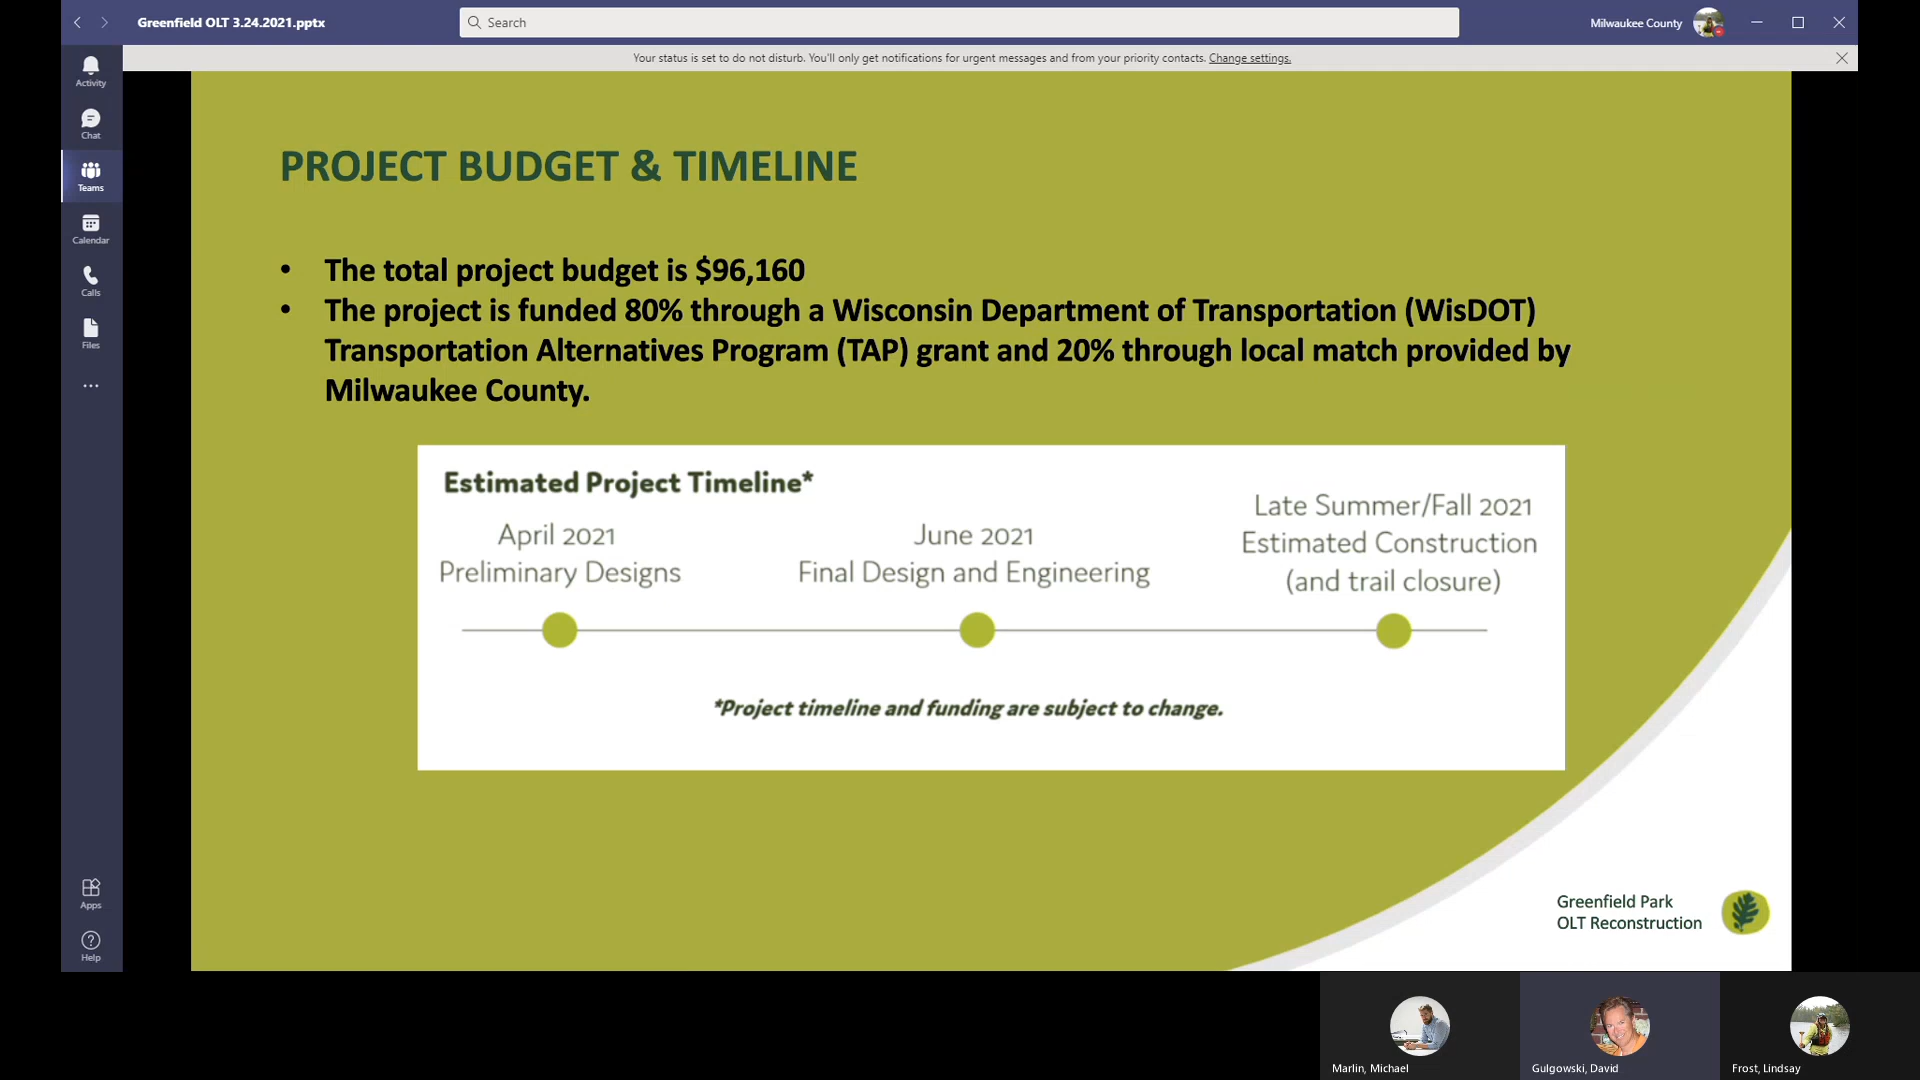 Greenfield OLT 3.24.2021.pptx
Search
Milwaukee County
Your status is set to do not disturb. You'll only get notifications for urgent messages and from your priority contacts. Change settings.
Activity
Chat
Teams
Calendar
Calls
Files
Apps
Help
PROJECT BUDGET & TIMELINE
• The total project budget is $96,160
• The project is funded 80% through a Wisconsin Department of Transportation (WisDOT)
Transportation Alternatives Program (TAP) grant and 20% through local match provided by
Milwaukee County.
Estimated Project Timeline*
April 2021
Preliminary Designs
June 2021
Final Design and Engineering
Late Summer/Fall 2021
Estimated Construction
(and trail closure)
*Project timeline and funding are subject to change.
Greenfield Park
OLT Reconstruction
Marlin, Michael
Gulgowski, David
Frost, Lindsay